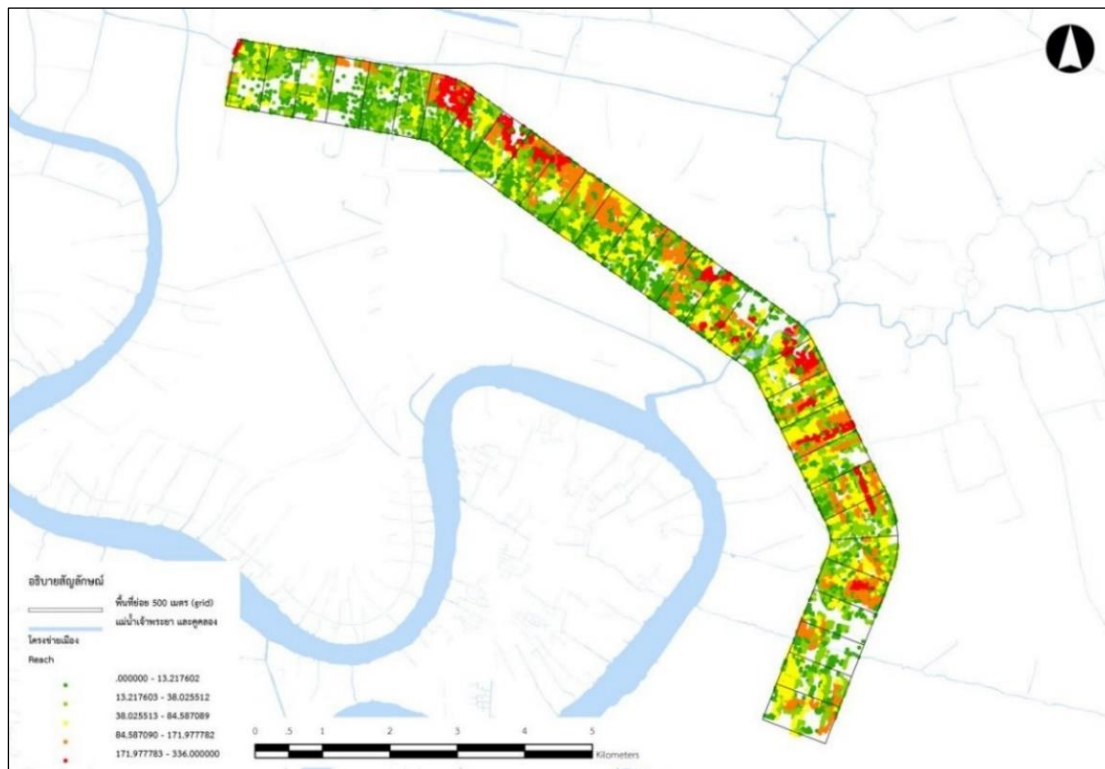 อธิบายสัญลักษณ์
พื้นที่ย่อย 500 เมตร (grid)
แม่น้ำเจ้าพระยา และคูคลอง
โครงข่ายเมือง
Reach
.000000 - 13.217602
13.217603 - 38.025512
38.025513 - 84.587089
84.587090 - 171.977782
171.977783 - 336.000000
0 .5 1 2 3 4 5
Kilometers